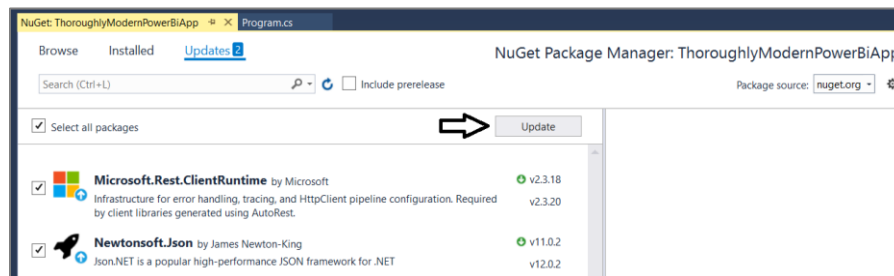 NuGet: ThoroughlyModernPowerBiApp Program.cs
Browse Installed Updates 2
NuGet Package Manager: ThoroughlyModernPowerBiApp
Search (Ctrl+L) Include prerelease Package source: nuget.org
Select all packages Update
Microsoft.Rest.ClientRuntime by Microsoft v2.3.18
Infrastructure for error handling, tracing, and HttpClient pipeline configuration. Required v2.3.20
by client libraries generated using AutoRest.
Newtonsoft.Json by James Newton-King v11.0.2
Json.NET is a popular high-performance JSON framework for .NET v12.0.2